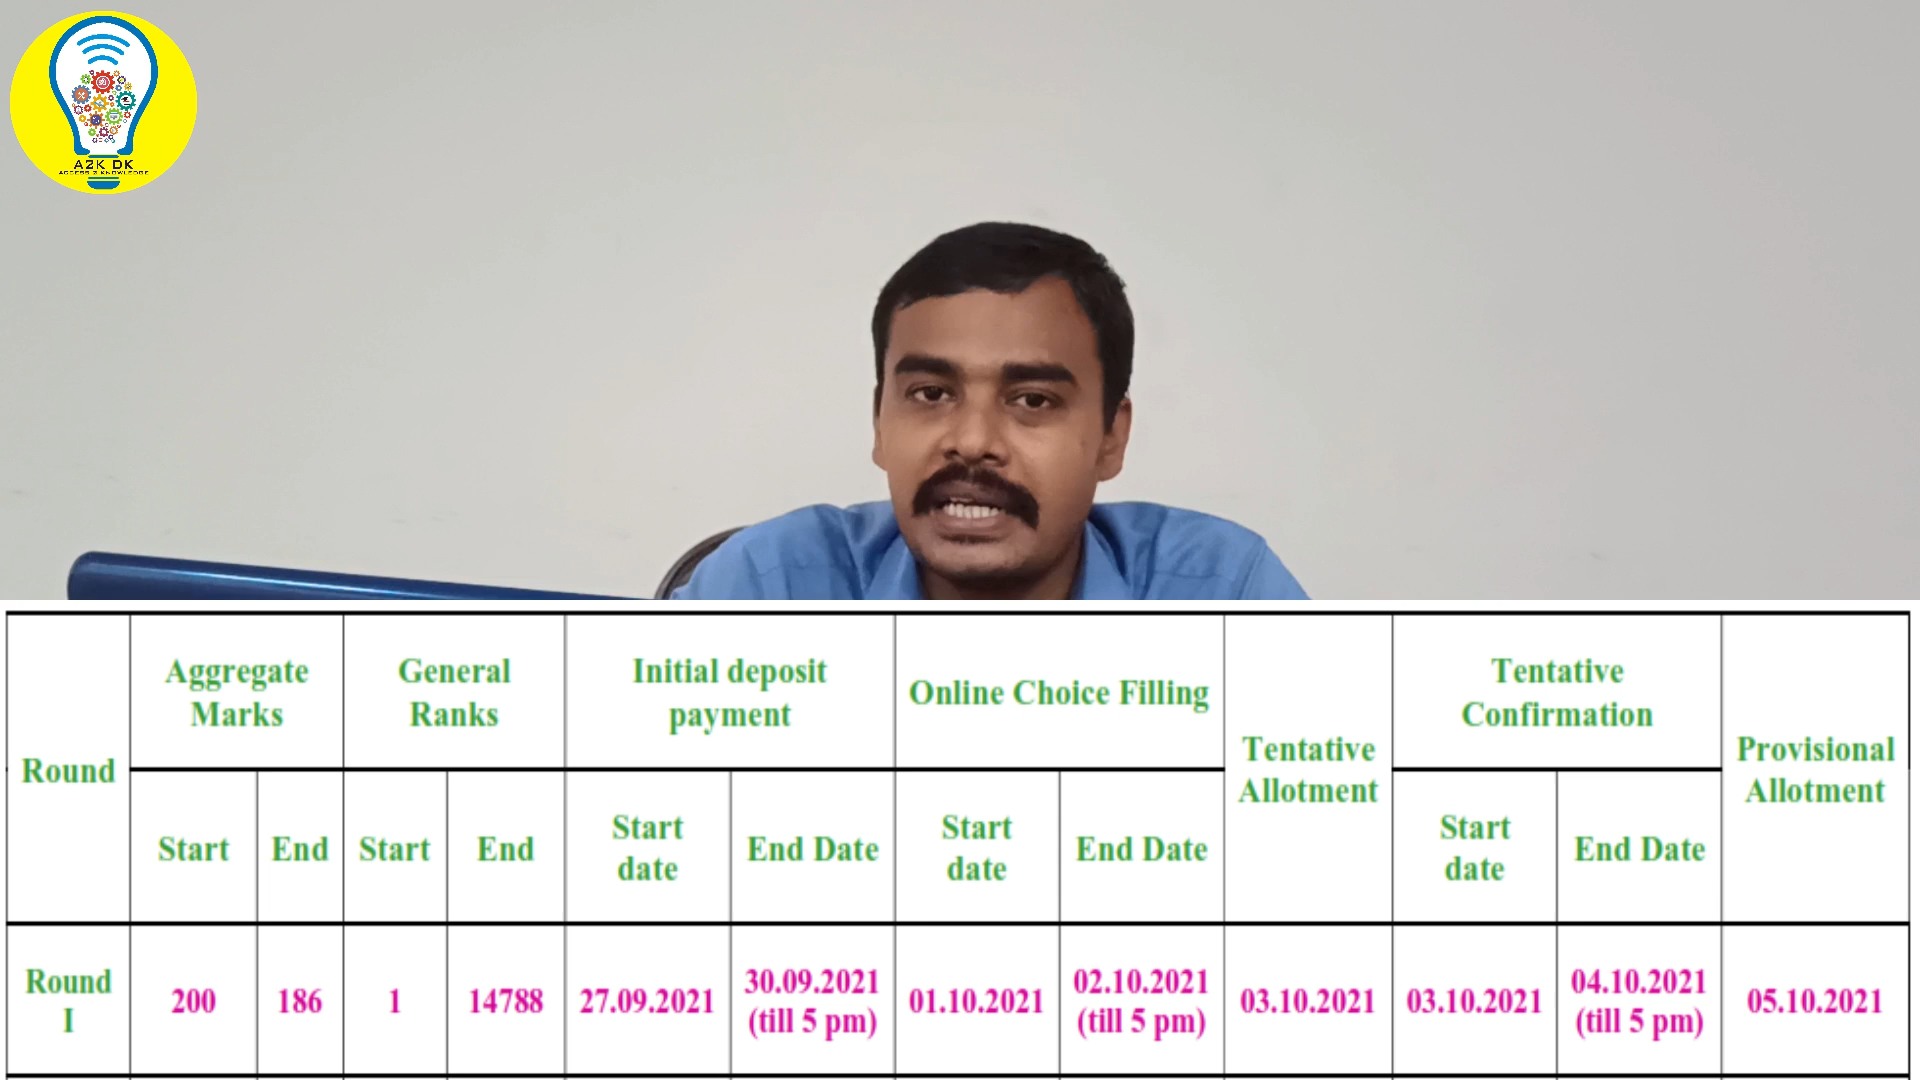 A2K DK
ACCESS 2 KNOWLEDGE
Round
Aggregate
Marks
General
Ranks
Initial deposit
payment
Online Choice Filling
Tentative
Allotment
Tentative
Confirmation
Provisional
Allotment
Start
End
Start
End
Start
date
End Date
Start
date
End Date
Start
date
End Date
Round
I
200
186
1
14788
27.09.2021
30.09.2021
(till 5 pm)
01.10.2021
02.10.2021
(till 5 pm)
03.10.2021
03.10.2021
04.10.2021
(till 5 pm)
05.10.2021